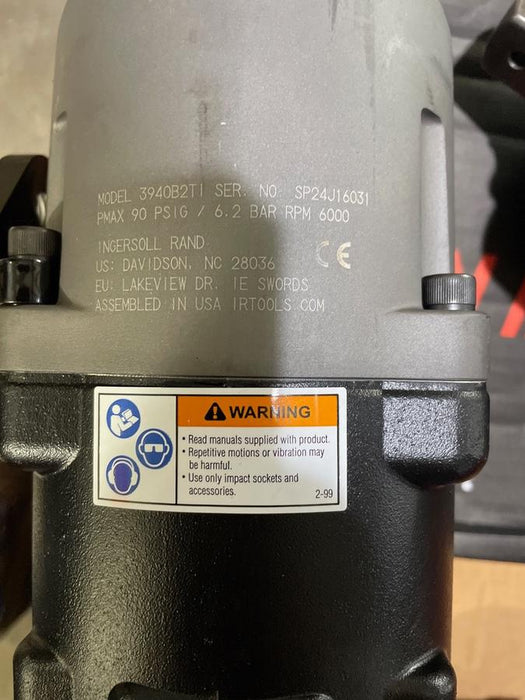 MODEL 3940B2TI SER. NO. SP24J16031
PMAX 90 PSIG / 6.2 BAR RPM 6000
INGERSOLL RAND
US: DAVIDSON, NC 28036
CE
EU: LAKEVIEW DR. IE SWORDS
ASSEMBLED IN USA IRTOOLS.COM
WARNING
• Read manuals supplied with product.
• Repetitive motions or vibration may
be harmful.
• Use only impact sockets and
accessories.
2-99